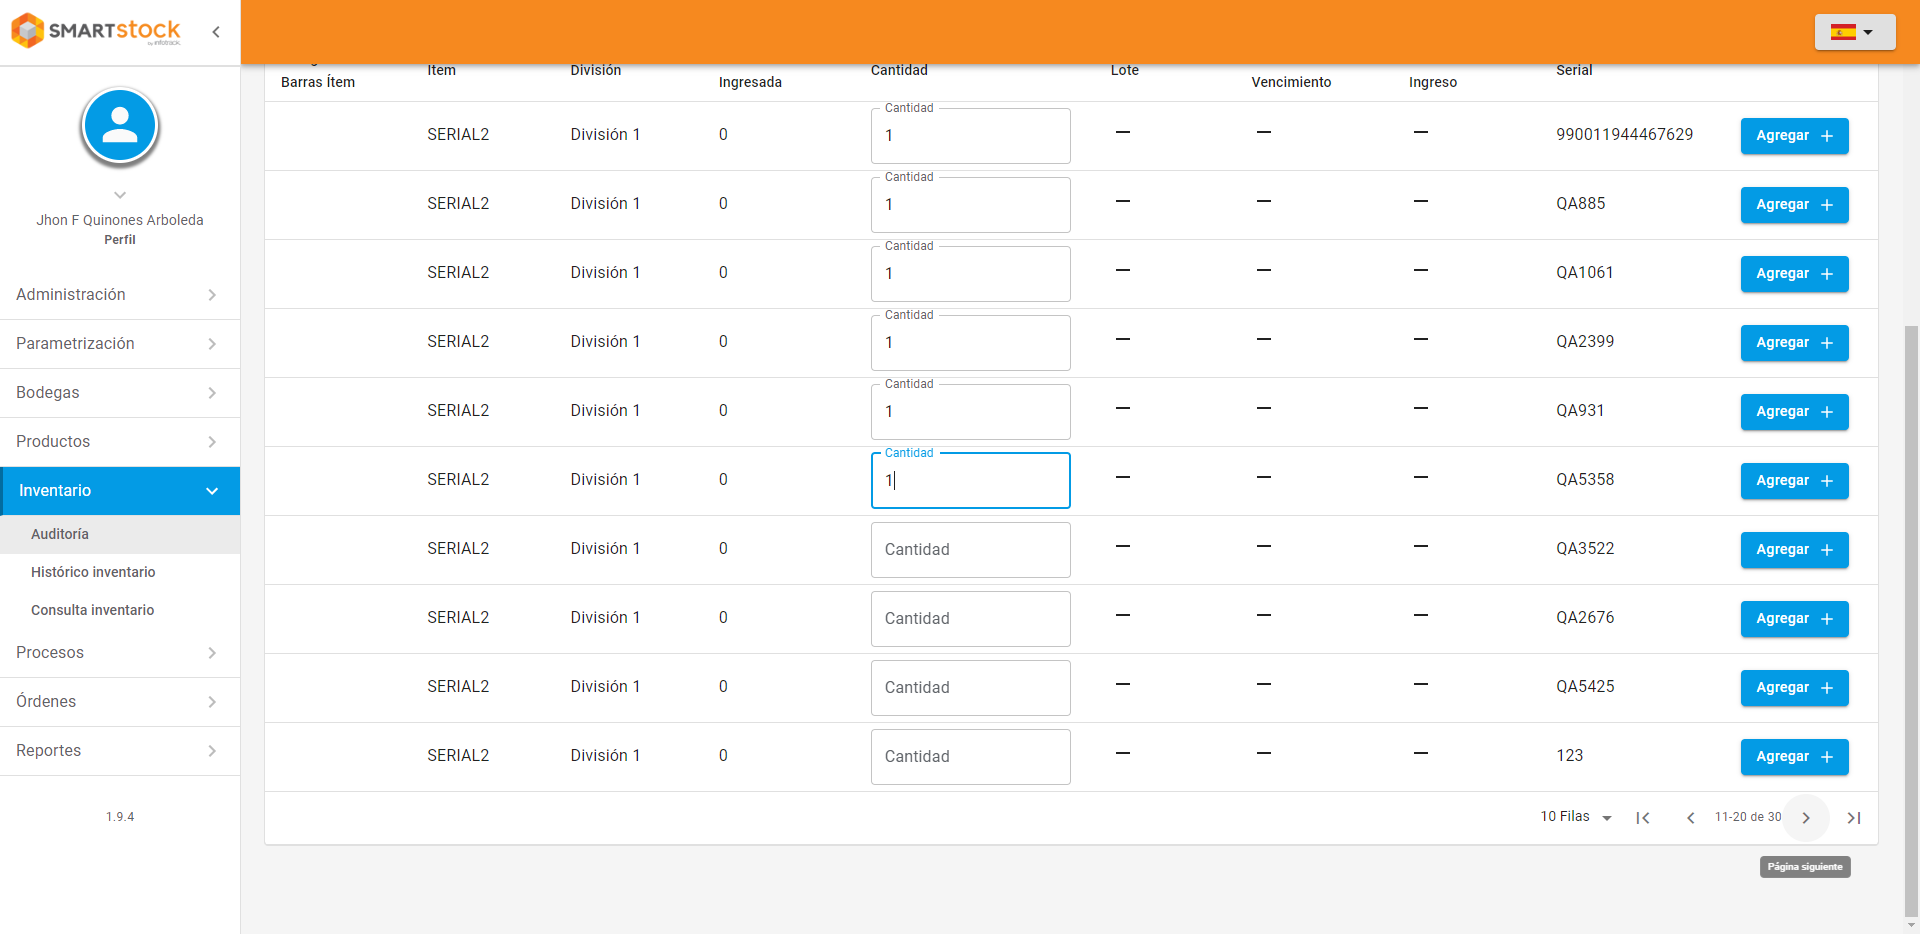 SMARTstock
by infotrack
Jhon F Quinones Arboleda
Perfil
Administración
Parametrización
Bodegas
Productos
Inventario
Auditoría
Histórico inventario
Consulta inventario
Procesos
Órdenes
Reportes
1.9.4
Barras Ítem Ítem División Ingresada Cantidad Lote Vencimiento Ingreso Serial
Cantidad
SERIAL2 División 1 0 1 — — — 990011944467629 Agregar +
Cantidad
SERIAL2 División 1 0 1 — — — QA885 Agregar +
Cantidad
SERIAL2 División 1 0 1 — — — QA1061 Agregar +
Cantidad
SERIAL2 División 1 0 1 — — — QA2399 Agregar +
Cantidad
SERIAL2 División 1 0 1 — — — QA931 Agregar +
Cantidad
SERIAL2 División 1 0 1 — — — QA5358 Agregar +
SERIAL2 División 1 0 Cantidad — — — QA3522 Agregar +
SERIAL2 División 1 0 Cantidad — — — QA2676 Agregar +
SERIAL2 División 1 0 Cantidad — — — QA5425 Agregar +
SERIAL2 División 1 0 Cantidad — — — 123 Agregar +
10 Filas 11-20 de 30
Página siguiente